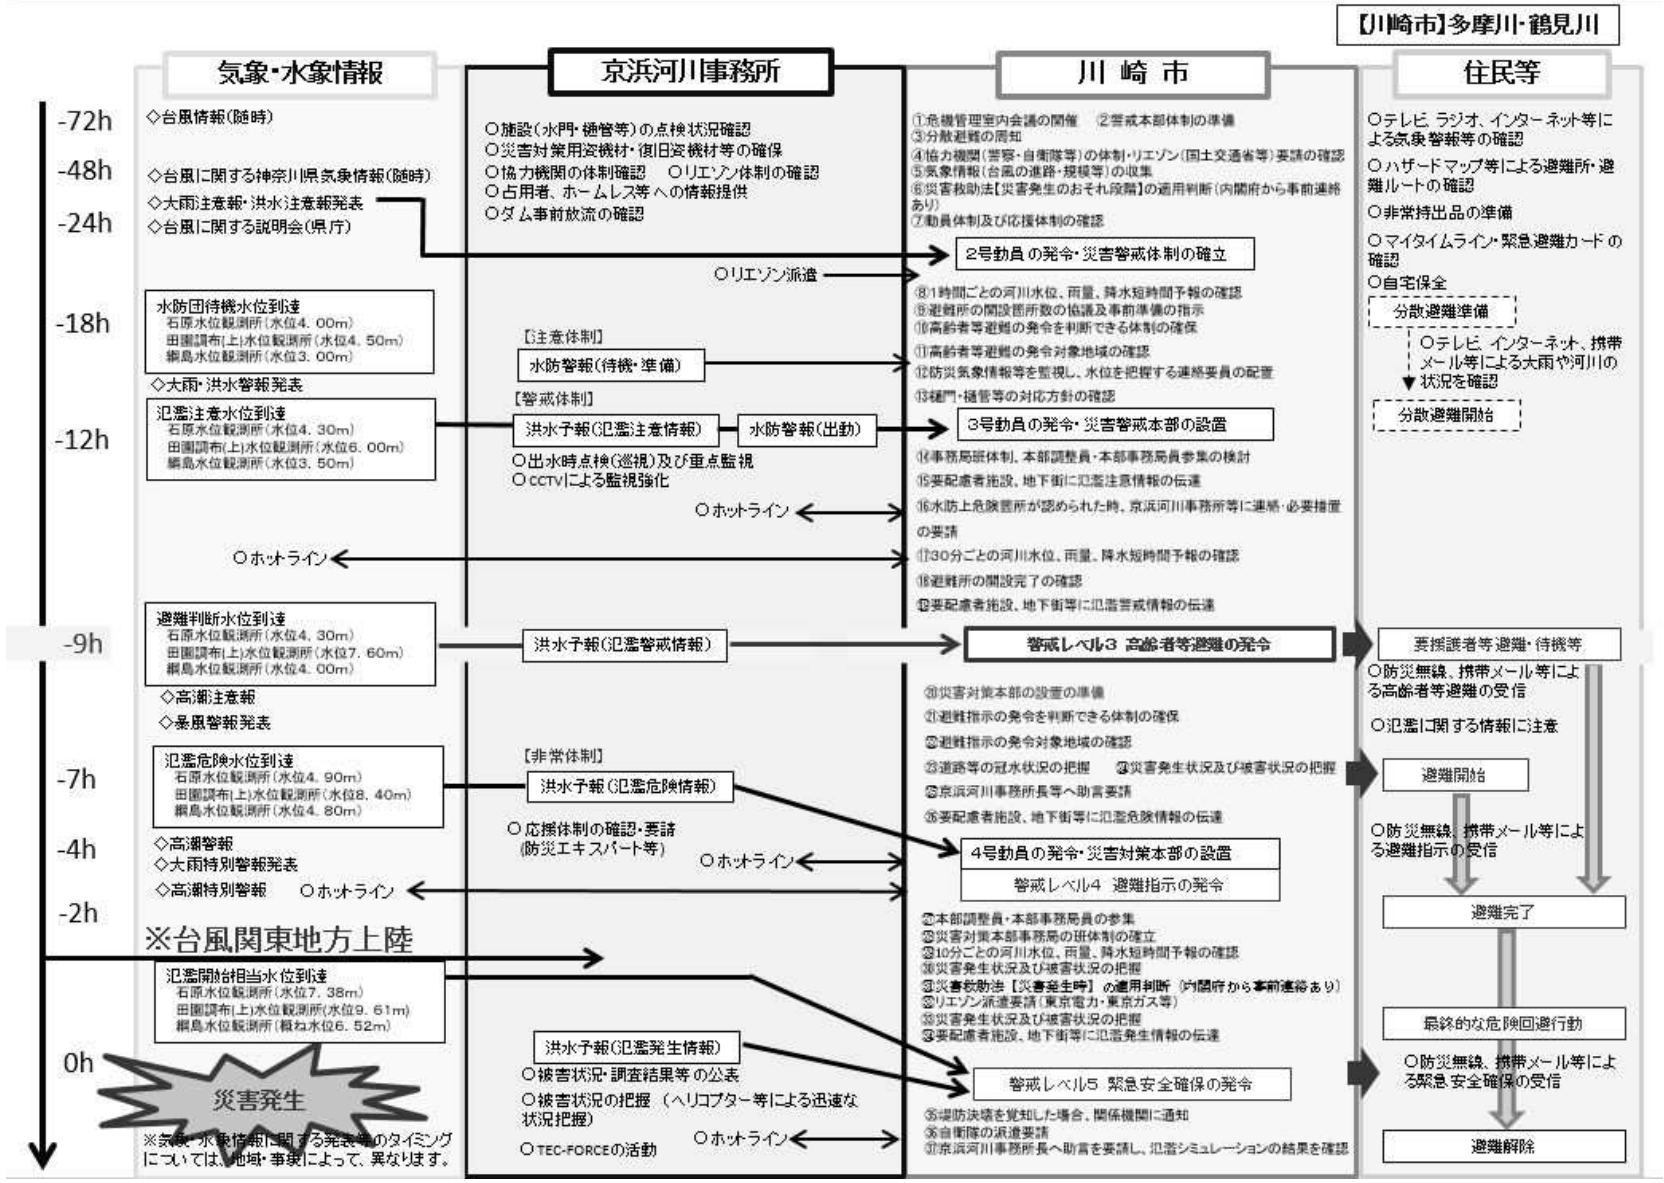 【川崎市】多摩川・鶴見川
気象・水象情報
京浜河川事務所
川崎市
住民等
-72h
-48h
-24h
-18h
-12h
-9h
-7h
-4h
-2h
0h
◇台風情報(随時)
◇台風に関する神奈川県気象情報(随時)
◇大雨注意報・洪水注意報発表
◇台風に関する説明会(県庁)
水防団待機水位到達
石原水位観測所(水位4.00m)
田園調布(上)水位観測所(水位4.50m)
綱島水位観測所(水位3.00m)
◇大雨・洪水警報発表
氾濫注意水位到達
石原水位観測所(水位4.30m)
田園調布(上)水位観測所(水位6.00m)
綱島水位観測所(水位3.50m)
○ホットライン
避難判断水位到達
石原水位観測所(水位4.30m)
田園調布(上)水位観測所(水位7.60m)
綱島水位観測所(水位4.00m)
◇高潮注意報
◇暴風警報発表
氾濫危険水位到達
石原水位観測所(水位4.90m)
田園調布(上)水位観測所(水位8.40m)
綱島水位観測所(水位4.80m)
◇高潮警報
◇大雨特別警報発表
◇高潮特別警報 ○ホットライン
※台風関東地方上陸
氾濫開始相当水位到達
石原水位観測所(水位7.38m)
田園調布(上)水位観測所(水位9.61m)
綱島水位観測所(概ね水位6.52m)
災害発生
※気象・水象情報に関する発表等のタイミング
については、地域・事象によって、異なります。
○施設(水門・樋管等)の点検状況確認
○災害対策用資機材・復旧資機材等の確保
○協力機関の体制確認 ○リエゾン体制の確認
○占用者、ホームレス等への情報提供
○ダム事前放流の確認
○リエゾン派遣
【注意体制】
水防警報(待機・準備)
【警戒体制】
洪水予報(氾濫注意情報)
水防警報(出動)
○出水時点検(巡視)及び重点監視
○CCTVによる監視強化
○ホットライン
洪水予報(氾濫警戒情報)
【非常体制】
洪水予報(氾濫危険情報)
○応援体制の確認・要請
(防災エキスパート等)
○ホットライン
洪水予報(氾濫発生情報)
○被害状況・調査結果等の公表
○被害状況の把握 (ヘリコプター等による迅速な
状況把握)
○TEC-FORCEの活動
○ホットライン
①危機管理室内会議の開催 ②警戒本部体制の準備
③分散避難の周知
④協力機関(警察・自衛隊等)の体制・リエゾン(国土交通省等)要請の確認
⑤気象情報(台風の進路・規模等)の収集
⑥災害救助法【災害発生のおそれ段階】の適用判断(内閣府から事前連絡
あり)
⑦動員体制及び応援体制の確認
2号動員の発令・災害警戒体制の確立
⑧1時間ごとの河川水位、雨量、降水短時間予報の確認
⑨避難所の開設箇所数の協議及事前準備の指示
⑩高齢者等避難の発令を判断できる体制の確保
⑪高齢者等避難の発令対象地域の確認
⑫防災気象情報等を監視し、水位を把握する連絡要員の配置
⑬樋門・樋管等の対応方針の確認
3号動員の発令・災害警戒本部の設置
⑭事務局班体制、本部調整員・本部事務局員参集の検討
⑮要配慮者施設、地下街に氾濫注意情報の伝達
⑯水防上危険箇所が認められた時、京浜河川事務所等に連絡・必要措置
の要請
⑰30分ごとの河川水位、雨量、降水短時間予報の確認
⑱避難所の開設完了の確認
⑲要配慮者施設、地下街等に氾濫警戒情報の伝達
警戒レベル3 高齢者等避難の発令
⑳災害対策本部の設置の準備
㉑避難指示の発令を判断できる体制の確保
㉒避難指示の発令対象地域の確認
㉓道路等の冠水状況の把握 ㉔災害発生状況及び被害状況の把握
㉕京浜河川事務所長等へ助言要請
㉖要配慮者施設、地下街等に氾濫危険情報の伝達
4号動員の発令・災害対策本部の設置
警戒レベル4 避難指示の発令
㉗本部調整員・本部事務局員の参集
㉘災害対策本部事務局の班体制の確立
㉙10分ごとの河川水位、雨量、降水短時間予報の確認
㉚災害発生状況及び被害状況の把握
㉛災害救助法【災害発生時】の適用判断(内閣府から事前連絡あり)
㉜リエゾン派遣要請(東京電力・東京ガス等)
㉝災害発生状況及び被害状況の把握
㉞要配慮者施設、地下街等に氾濫発生情報の伝達
警戒レベル5 緊急安全確保の発令
㉟堤防決壊を覚知した場合、関係機関に通知
㊱自衛隊の派遣要請
㊲京浜河川事務所長へ助言を要請し、氾濫シミュレーションの結果を確認
○テレビ、ラジオ、インターネット等に
よる気象警報等の確認
○ハザードマップ等による避難所・避
難ルートの確認
○非常持出品の準備
○マイタイムライン・緊急避難カードの
確認
○自宅保全
分散避難準備
○テレビ、インターネット、携帯
メール等による大雨や河川の
状況を確認
分散避難開始
要援護者等避難・待機等
○防災無線、携帯メール等によ
る高齢者等避難の受信
○氾濫に関する情報に注意
避難開始
○防災無線、携帯メール等によ
る避難指示の受信
避難完了
最終的な危険回避行動
○防災無線、携帯メール等によ
る緊急安全確保の受信
避難解除